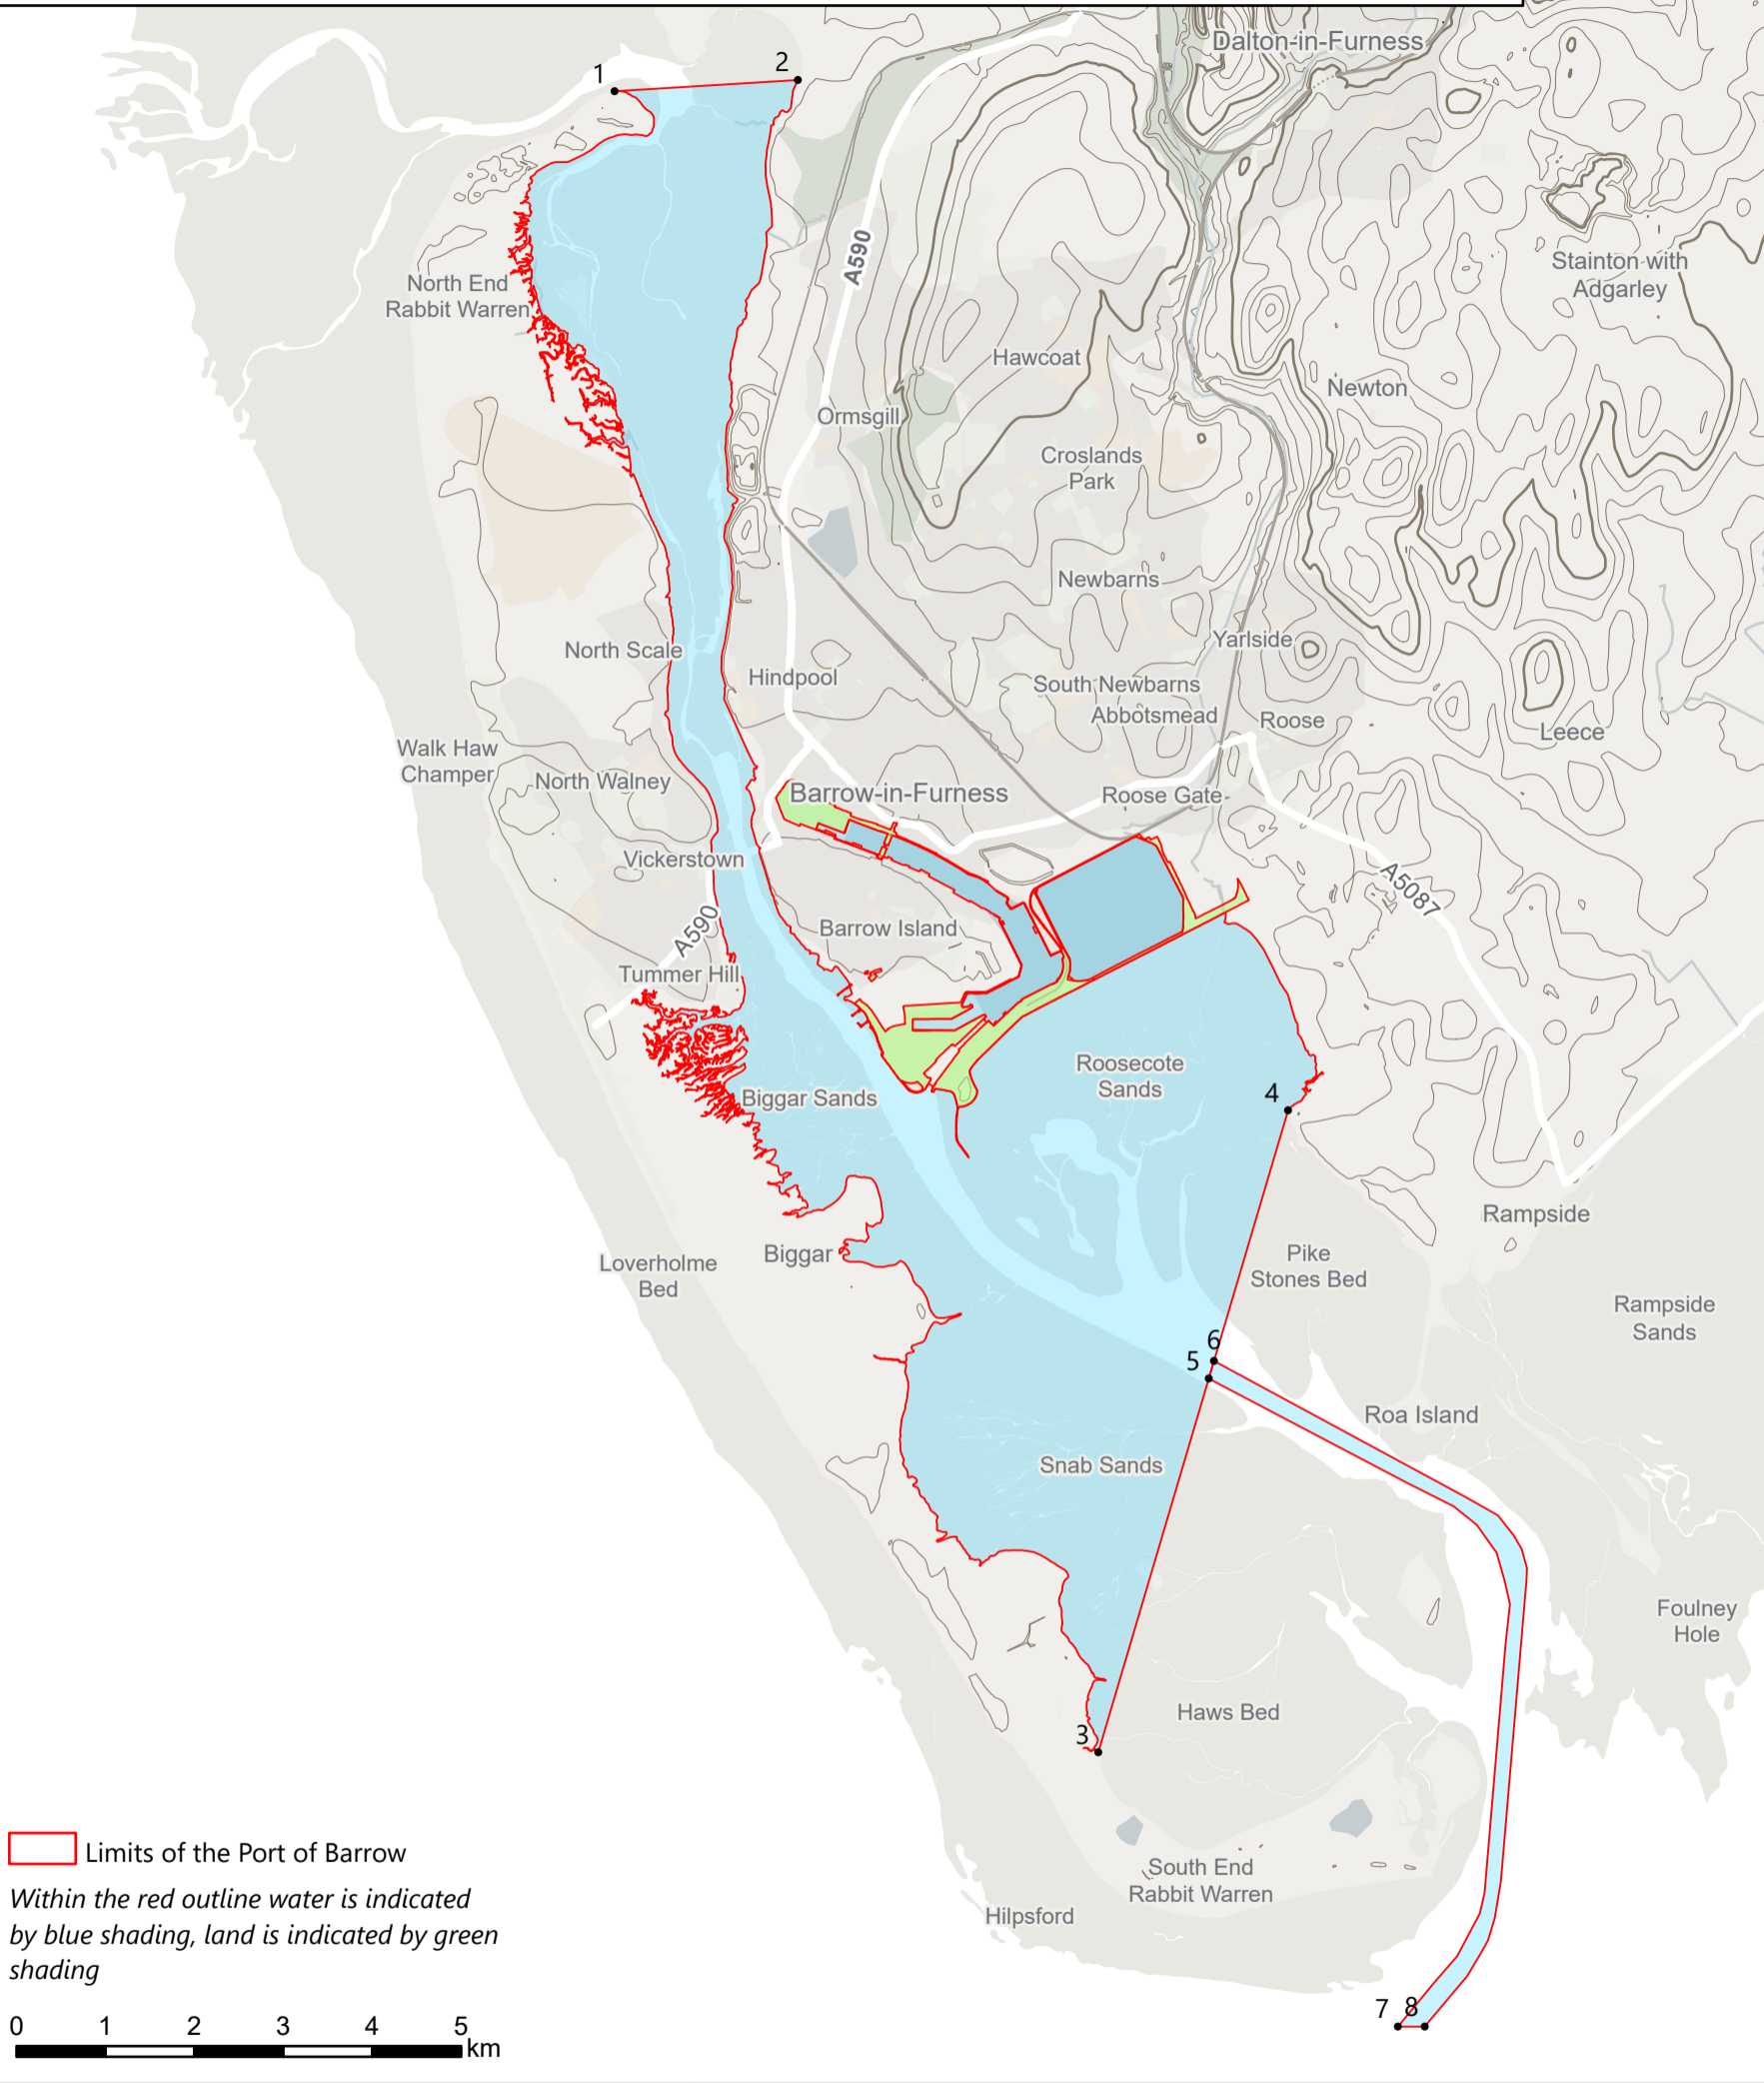 Dalton-in-Furness
1
2
A590
Stainton with
Adgarley
North End
Rabbit Warren
Hawcoat
Newton
Ormsgill
Croslands
Park
Newbarns
Yarlside
North Scale
Hindpool
South Newbarns
Abbotsmead
Roose
Leece
Walk Haw
Champer
North Walney
Barrow-in-Furness
Roose Gate
Vickerstown
A5087
A590
Barrow Island
Tummer Hill
Roosecote
Sands
Biggar Sands
4
Rampside
Biggar
Loverholme
Bed
Pike
Stones Bed
Rampside
Sands
6
5
Roa Island
Snab Sands
Foulney
Hole
Haws Bed
3
South End
Rabbit Warren
Hilpsford
7
8
Limits of the Port of Barrow
Within the red outline water is indicated
by blue shading, land is indicated by green
shading
0 1 2 3 4 5
km